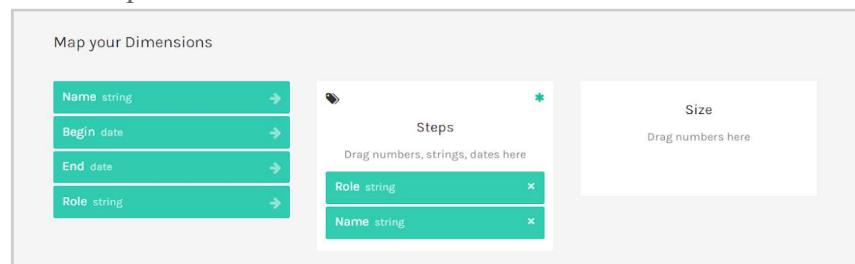 Map your Dimensions
Name string
Begin date
End date
Role string
Steps
Drag numbers, strings, dates here
Role string ×
Name string ×
Size
Drag numbers here